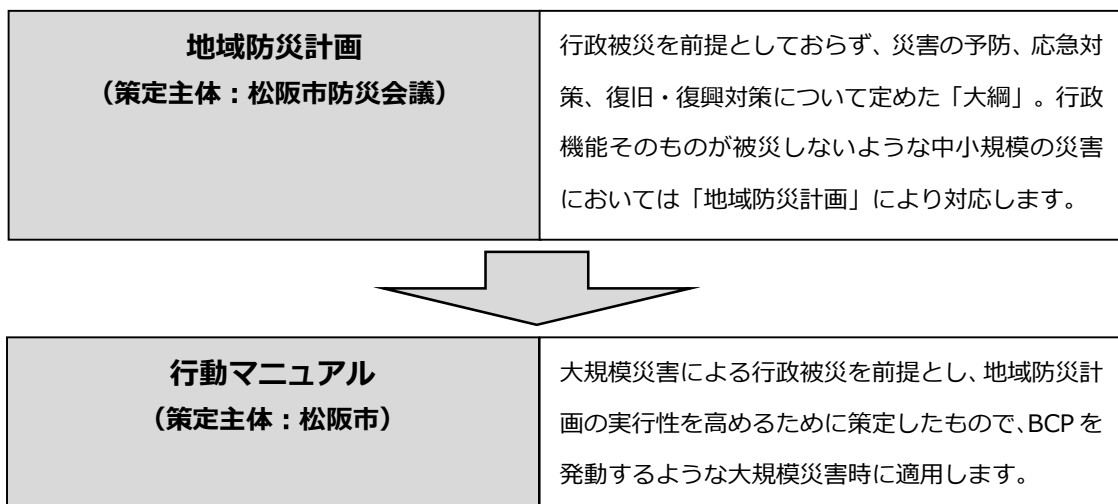 地域防災計画
（策定主体：松阪市防災会議）
行政被災を前提としておらず、災害の予防、応急対
策、復旧・復興対策について定めた「大綱」。行政
機能そのものが被災しないような中小規模の災害
においては「地域防災計画」により対応します。
行動マニュアル
（策定主体：松阪市）
大規模災害による行政被災を前提とし、地域防災計
画の実行性を高めるために策定したもので、BCPを
発動するような大規模災害時に適用します。